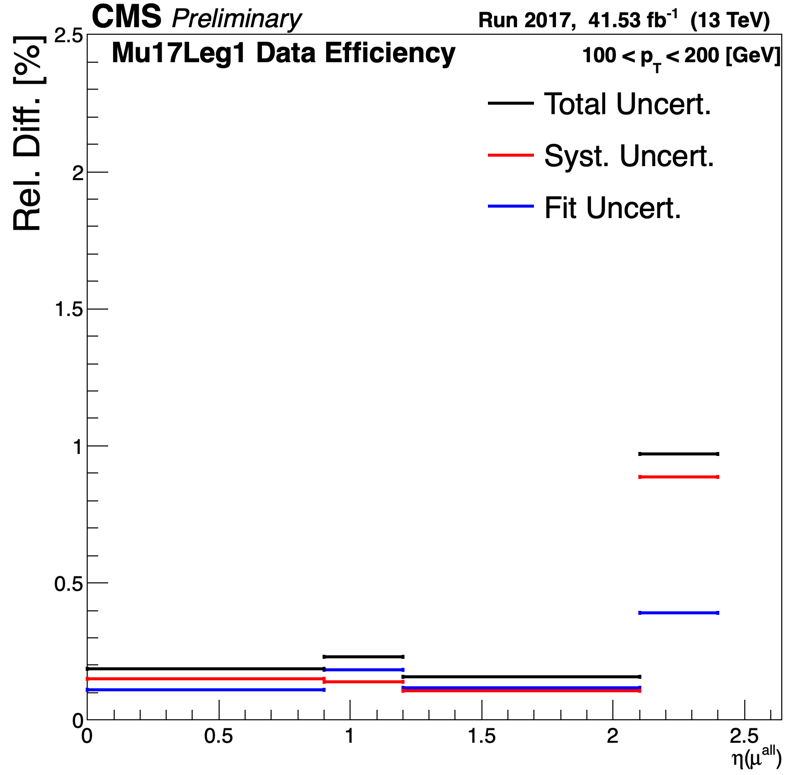 CMS Preliminary
Run 2017, 41.53 fb⁻¹ (13 TeV)
Mu17Leg1 Data Efficiency
100 < p_T < 200 [GeV]
Total Uncert.
Syst. Uncert.
Fit Uncert.
Rel. Diff. [%]
2.5
2
1.5
1
0.5
0
0 0.5 1 1.5 2 2.5
η(μ^all)